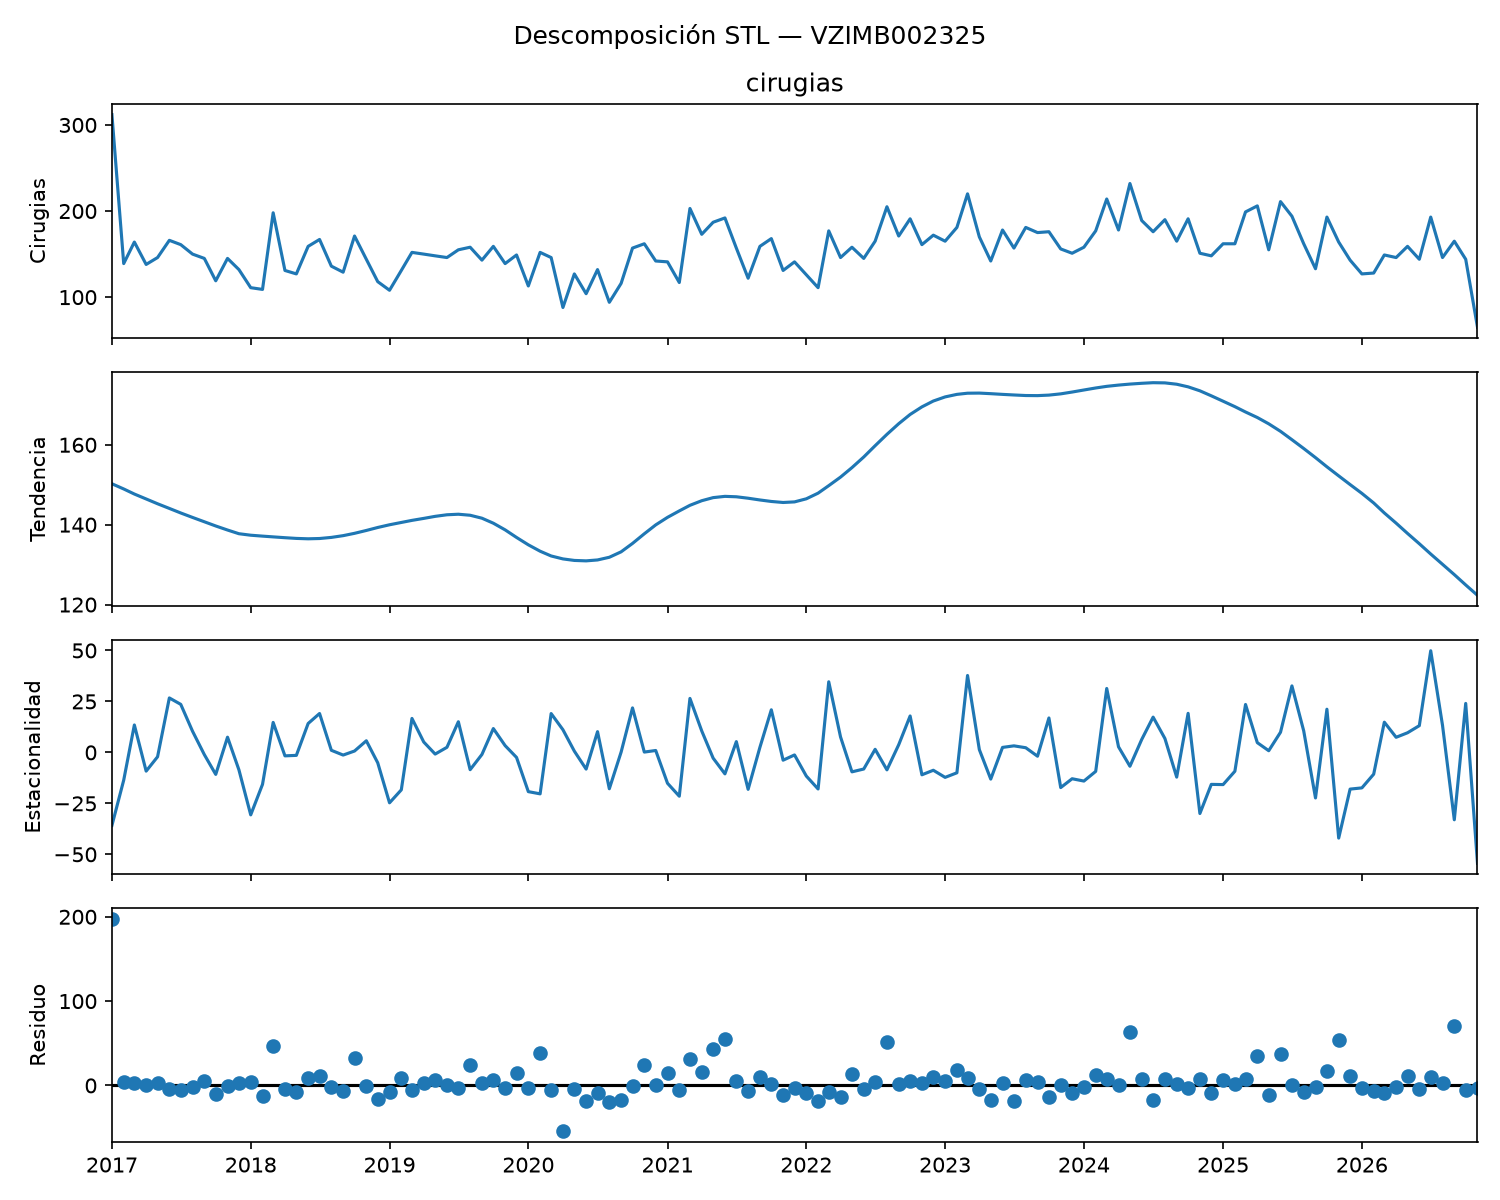 Descomposición STL — VZIMB002325
cirugias
300
200
100
Cirugias
160
140
120
Tendencia
50
25
0
−25
−50
Estacionalidad
200
100
0
Residuo
2017 2018 2019 2020 2021 2022 2023 2024 2025 2026